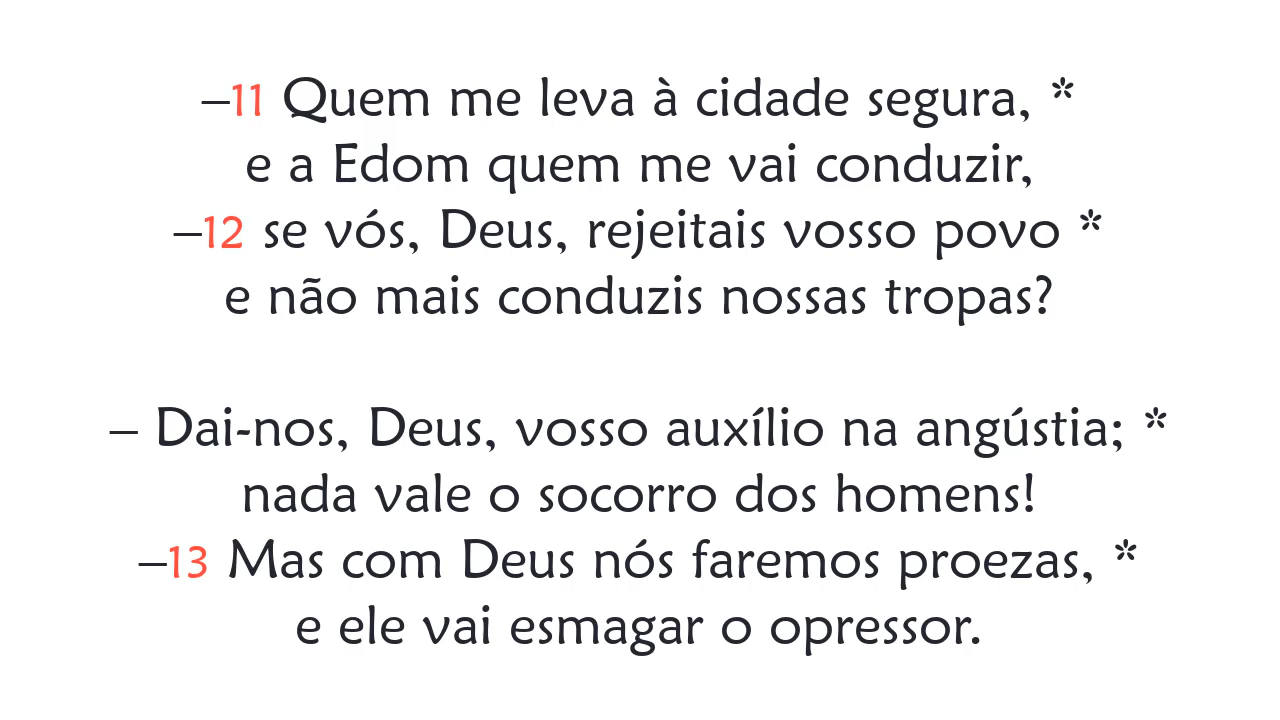 –11 Quem me leva à cidade segura, *
e a Edom quem me vai conduzir,
–12 se vós, Deus, rejeitais vosso povo *
e não mais conduzis nossas tropas?
– Dai-nos, Deus, vosso auxílio na angústia; *
nada vale o socorro dos homens!
–13 Mas com Deus nós faremos proezas, *
e ele vai esmagar o opressor.